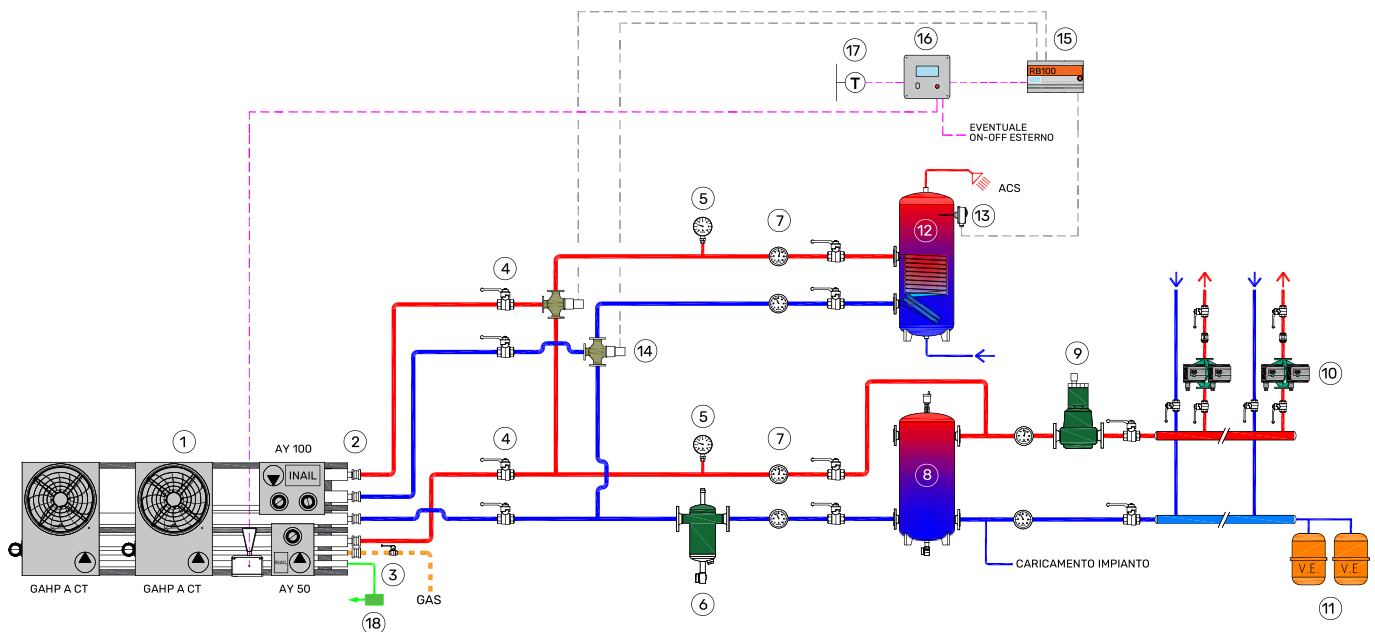 17
16
15
RB100
T
EVENTUALE
ON-OFF ESTERNO
5
7
ACS
13
12
4
14
9
10
1
AY 100
2
4
5
7
INAIL
8
INAIL
3
GAHP A CT
GAHP A CT
AY 50
GAS
18
6
CARICAMENTO IMPIANTO
V.E.
V.E.
11